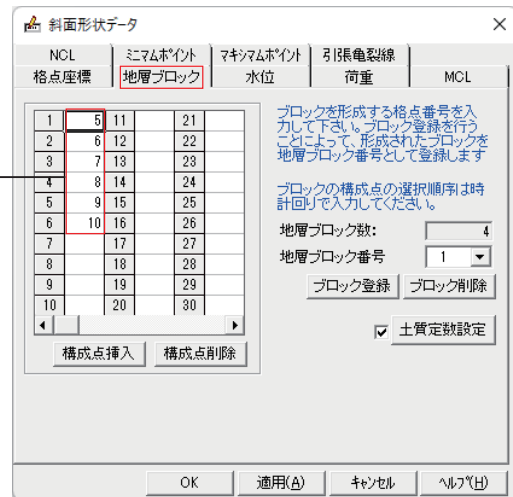 斜面形状データ
NCL ミニマムポイント マキシマムポイント 引張亀裂線
格点座標 地層ブロック 水位 荷重 MCL
1 5 11 21
2 6 12 22
3 7 13 23
4 8 14 24
5 9 15 25
6 10 16 26
7 17 27
8 18 28
9 19 29
10 20 30
構成点挿入 構成点削除
ブロックを形成する格点番号を入
力して下さい。ブロック登録を行う
ことによって、形成されたブロックを
地層ブロック番号として登録します
ブロックの構成点の選択順序は時
計回りで入力してください。
地層ブロック数: 4
地層ブロック番号 1
ブロック登録 ブロック削除
土質定数設定
OK 適用(A) キャンセル ヘルプ(H)